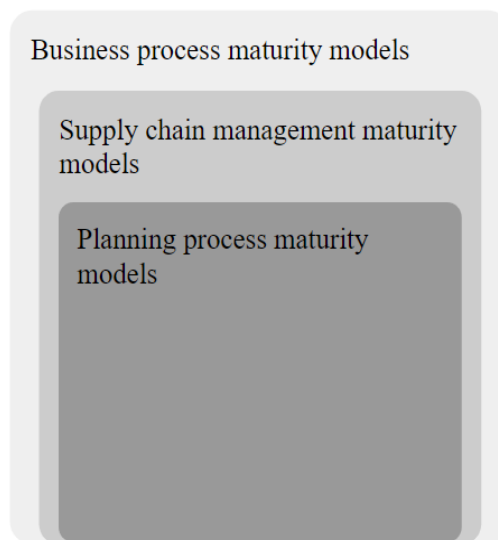 Business process maturity models
Supply chain management maturity
models
Planning process maturity
models